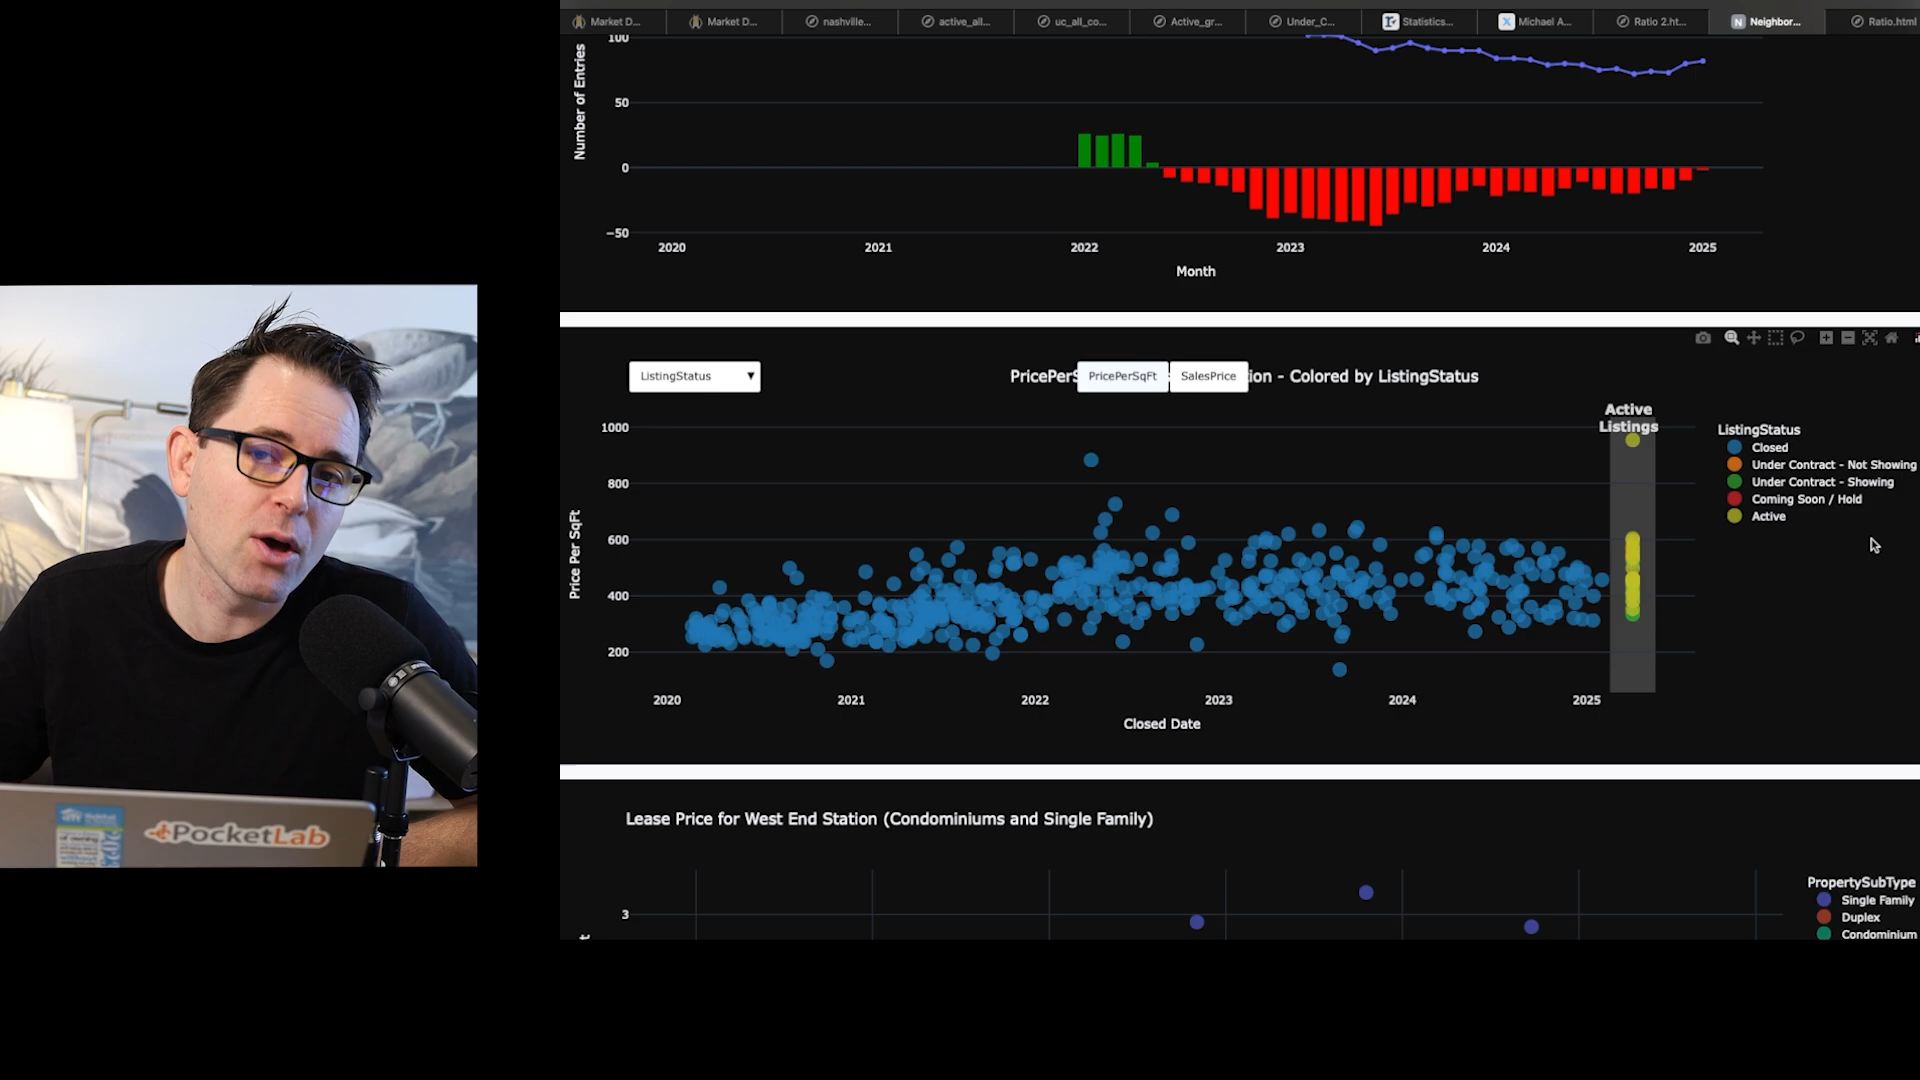 Market D...
Market D...
nashville...
active_all...
uc_all_co...
Active_gr...
Under_C...
Statistics...
Michael A...
Ratio 2.ht...
Neighbor...
Ratio.html
Number of Entries
100
50
0
−50
2020 2021 2022 2023 2024 2025
Month
ListingStatus ▼
PricePerS
PricePerSqFt
SalesPrice
ion - Colored by ListingStatus
Active
Listings
Price Per SqFt
1000
800
600
400
200
2020 2021 2022 2023 2024 2025
Closed Date
ListingStatus
Closed
Under Contract - Not Showing
Under Contract - Showing
Coming Soon / Hold
Active
Lease Price for West End Station (Condominiums and Single Family)
3
t
PropertySubType
Single Family
Duplex
Condominium
PocketLab